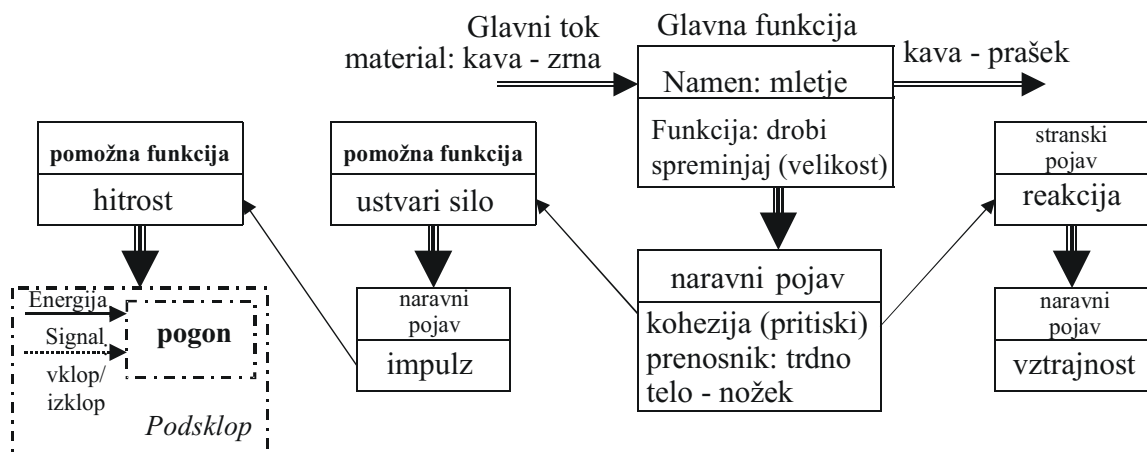 Glavni tok
material: kava - zrna
Glavna funkcija
kava - prašek
Namen: mletje
Funkcija: drobi
spreminjaj (velikost)
pomožna funkcija
hitrost
pomožna funkcija
ustvari silo
stranski
pojav
reakcija
naravni pojav
kohezija (pritiski)
prenosnik: trdno
telo - nožek
naravni
pojav
impulz
naravni
pojav
vztrajnost
Energija
Signal
vklop/
izklop
pogon
Podsklop